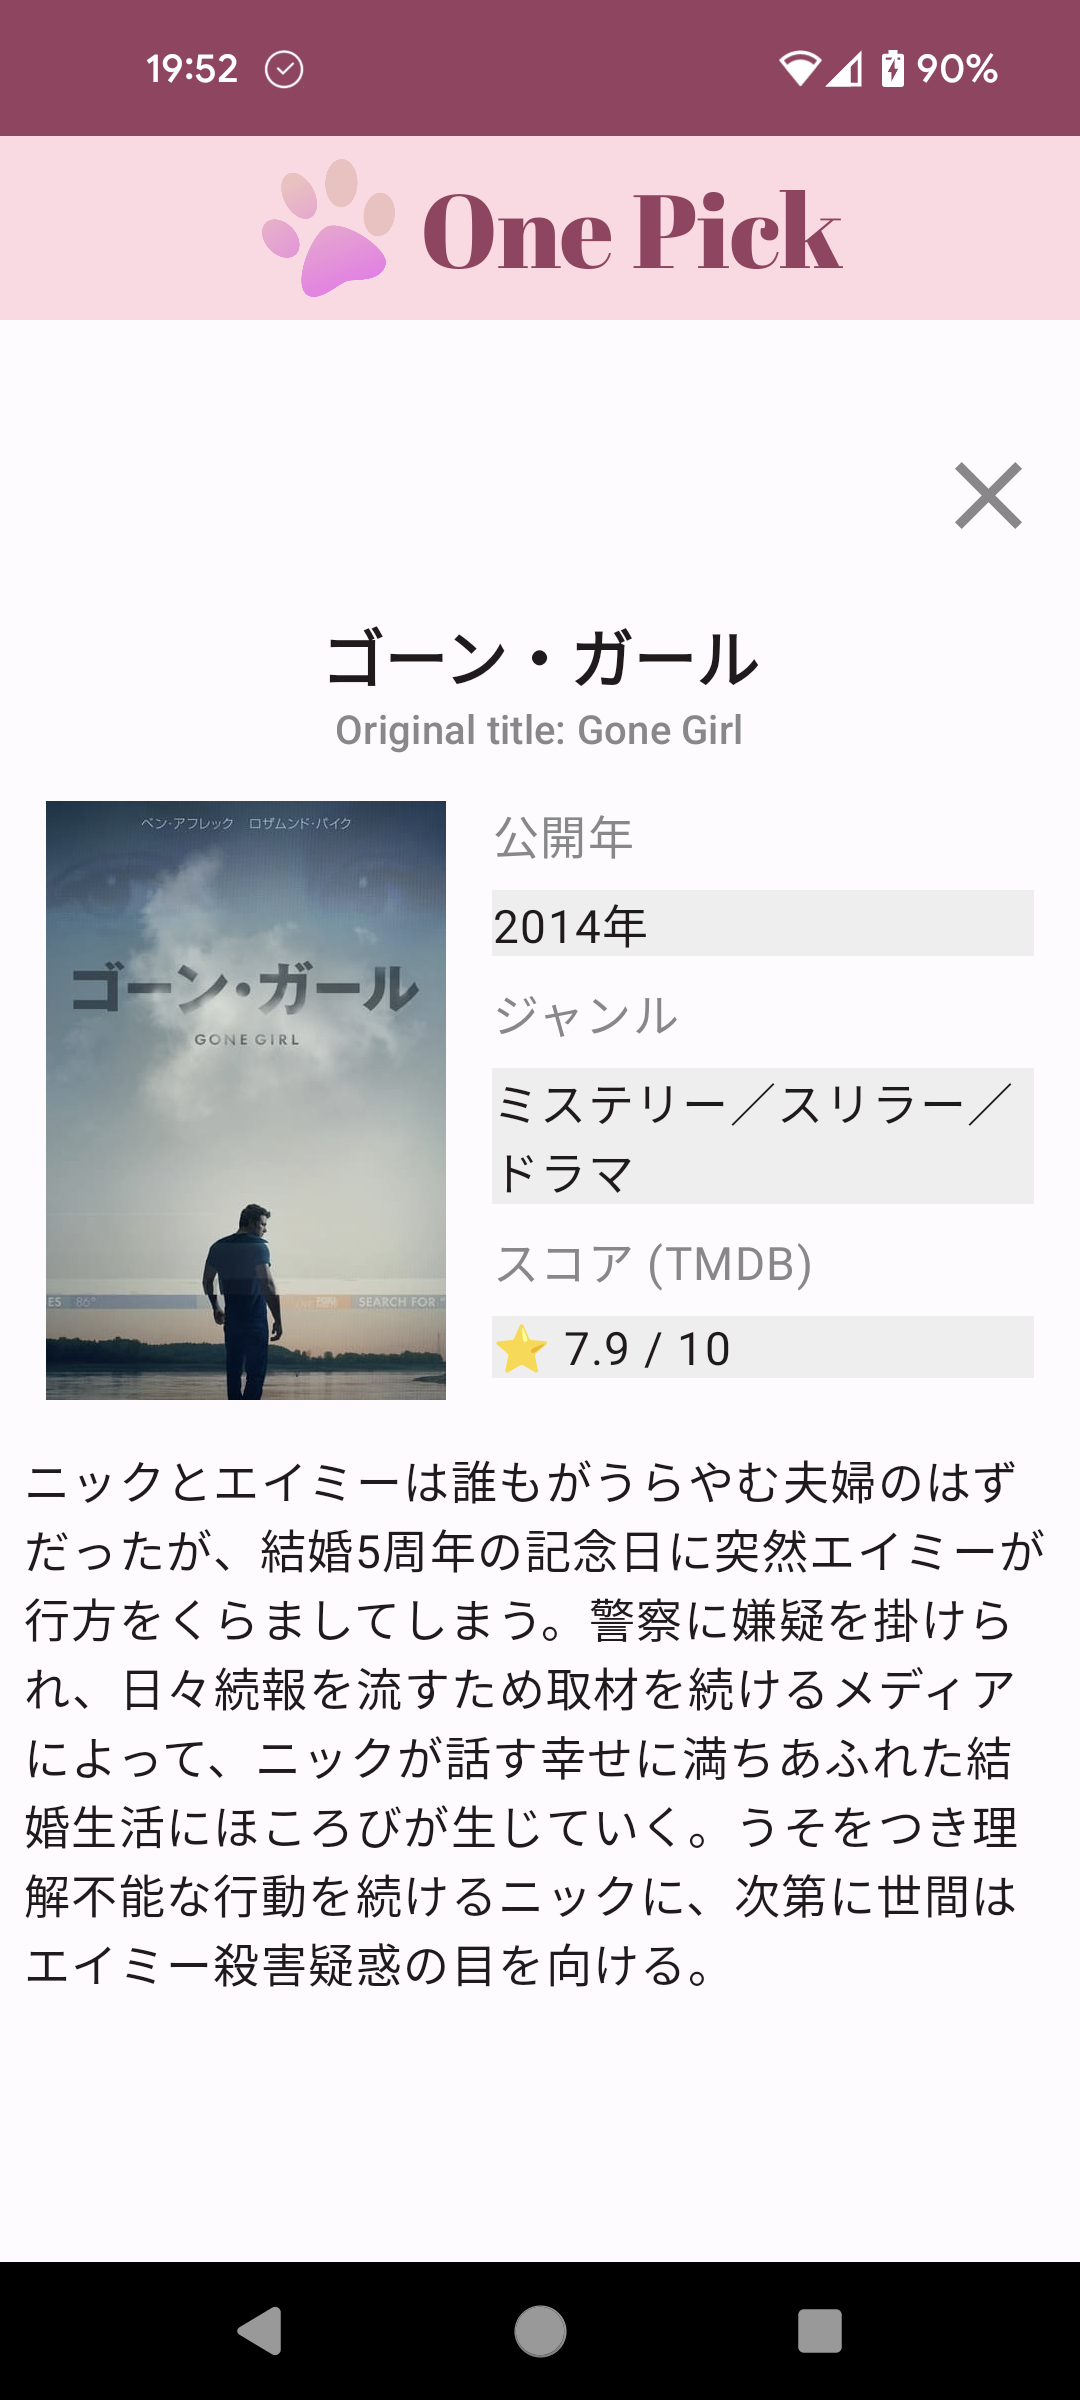 19:52
90%
One Pick
ゴーン・ガール
Original title: Gone Girl
ベン・アフレック ロザムンド・パイク
ゴーン・ガール
GONE GIRL
ES 86°
SEARCH FOR
公開年
2014年
ジャンル
ミステリー／スリラー／
ドラマ
スコア (TMDB)
⭐ 7.9 / 10
ニックとエイミーは誰もがうらやむ夫婦のはず
だったが、結婚5周年の記念日に突然エイミーが
行方をくらましてしまう。警察に嫌疑を掛けら
れ、日々続報を流すため取材を続けるメディア
によって、ニックが話す幸せに満ちあふれた結
婚生活にほころびが生じていく。うそをつき理
解不能な行動を続けるニックに、次第に世間は
エイミー殺害疑惑の目を向ける。